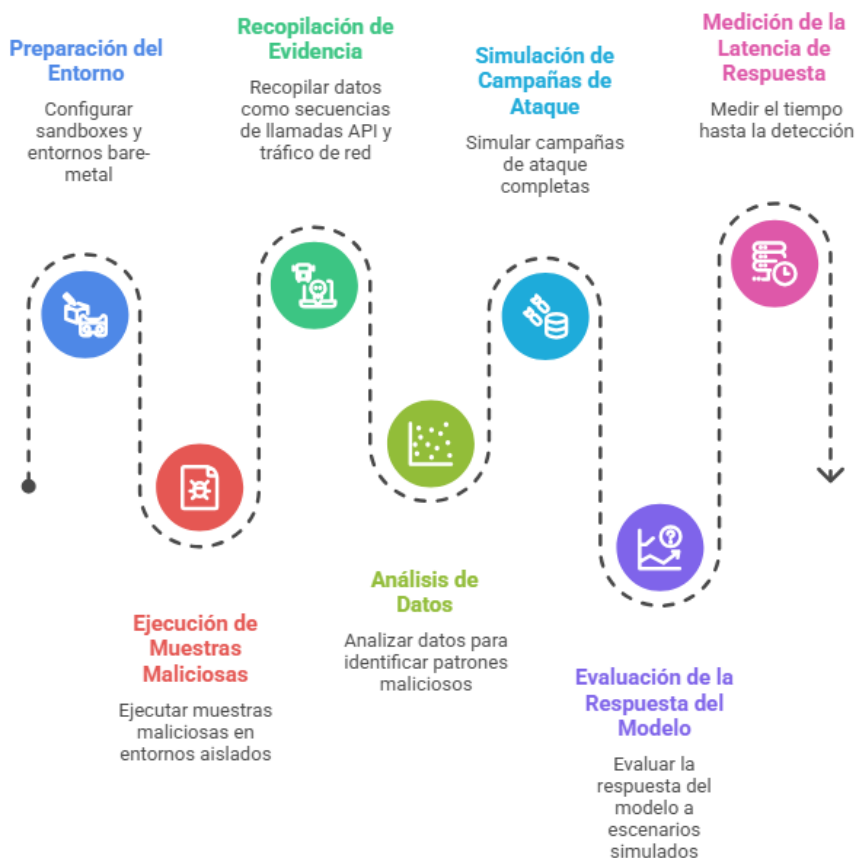 Preparación del
Entorno
Configurar
sandboxes y
entornos bare-
metal
Ejecución de
Muestras
Maliciosas
Ejecutar muestras
maliciosas en
entornos aislados
Recopilación de
Evidencia
Recopilar datos
como secuencias
de llamadas API y
tráfico de red
Análisis de
Datos
Analizar datos para
identificar patrones
maliciosos
Simulación de
Campañas de
Ataque
Simular campañas
de ataque
completas
Evaluación de la
Respuesta del
Modelo
Evaluar la
respuesta del
modelo a
escenarios
simulados
Medición de la
Latencia de
Respuesta
Medir el tiempo
hasta la detección